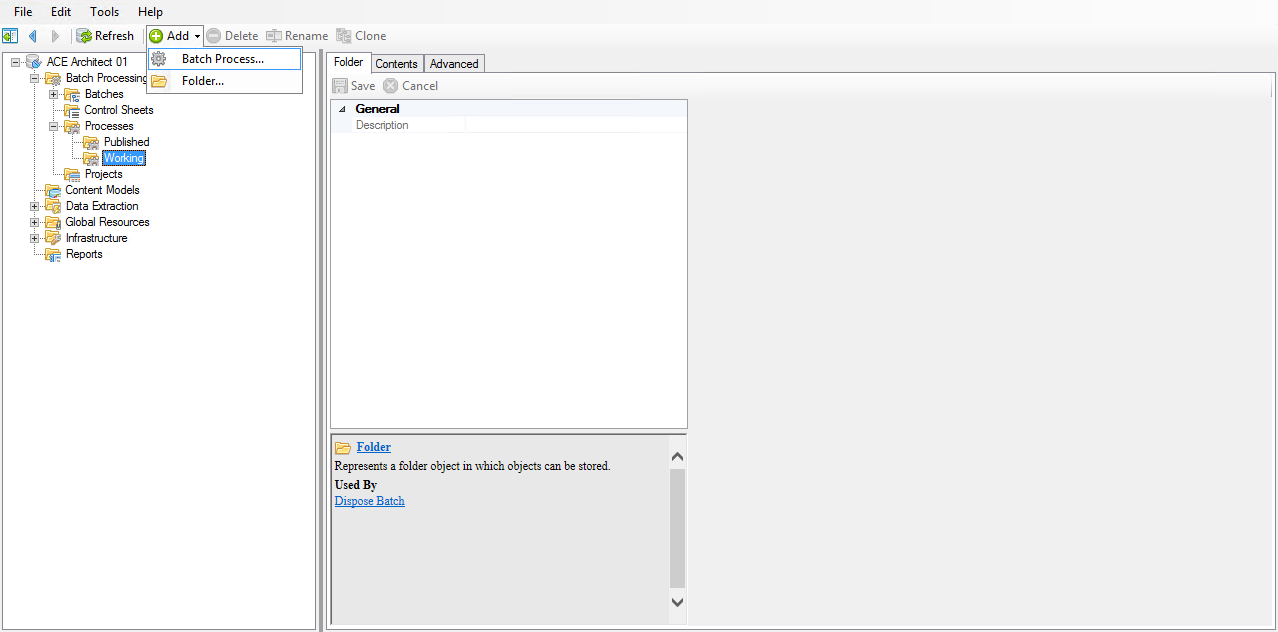 File Edit Tools Help
Refresh Add Delete Rename Clone
Batch Process...
Folder...
ACE Architect 01
Batch Processing
Batches
Control Sheets
Processes
Published
Working
Projects
Content Models
Data Extraction
Global Resources
Infrastructure
Reports
Folder Contents Advanced
Save Cancel
General
Description
Folder
Represents a folder object in which objects can be stored.
Used By
Dispose Batch